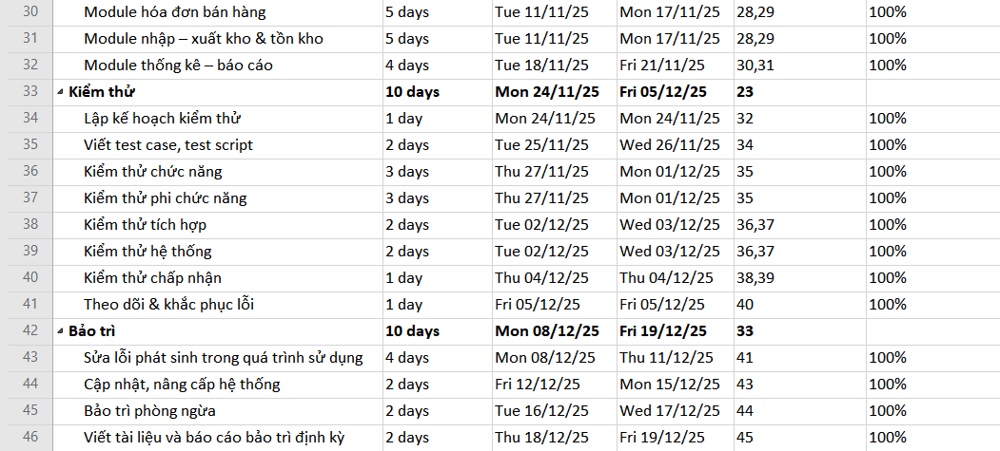 30 Module hóa đơn bán hàng 5 days Tue 11/11/25 Mon 17/11/25 28,29 100%
31 Module nhập – xuất kho & tồn kho 5 days Tue 11/11/25 Mon 17/11/25 28,29 100%
32 Module thống kê – báo cáo 4 days Tue 18/11/25 Fri 21/11/25 30,31 100%
33 Kiểm thử 10 days Mon 24/11/25 Fri 05/12/25 23
34 Lập kế hoạch kiểm thử 1 day Mon 24/11/25 Mon 24/11/25 32 100%
35 Viết test case, test script 2 days Tue 25/11/25 Wed 26/11/25 34 100%
36 Kiểm thử chức năng 3 days Thu 27/11/25 Mon 01/12/25 35 100%
37 Kiểm thử phi chức năng 3 days Thu 27/11/25 Mon 01/12/25 35 100%
38 Kiểm thử tích hợp 2 days Tue 02/12/25 Wed 03/12/25 36,37 100%
39 Kiểm thử hệ thống 2 days Tue 02/12/25 Wed 03/12/25 36,37 100%
40 Kiểm thử chấp nhận 1 day Thu 04/12/25 Thu 04/12/25 38,39 100%
41 Theo dõi & khắc phục lỗi 1 day Fri 05/12/25 Fri 05/12/25 40 100%
42 Bảo trì 10 days Mon 08/12/25 Fri 19/12/25 33
43 Sửa lỗi phát sinh trong quá trình sử dụng 4 days Mon 08/12/25 Thu 11/12/25 41 100%
44 Cập nhật, nâng cấp hệ thống 2 days Fri 12/12/25 Mon 15/12/25 43 100%
45 Bảo trì phòng ngừa 2 days Tue 16/12/25 Wed 17/12/25 44 100%
46 Viết tài liệu và báo cáo bảo trì định kỳ 2 days Thu 18/12/25 Fri 19/12/25 45 100%